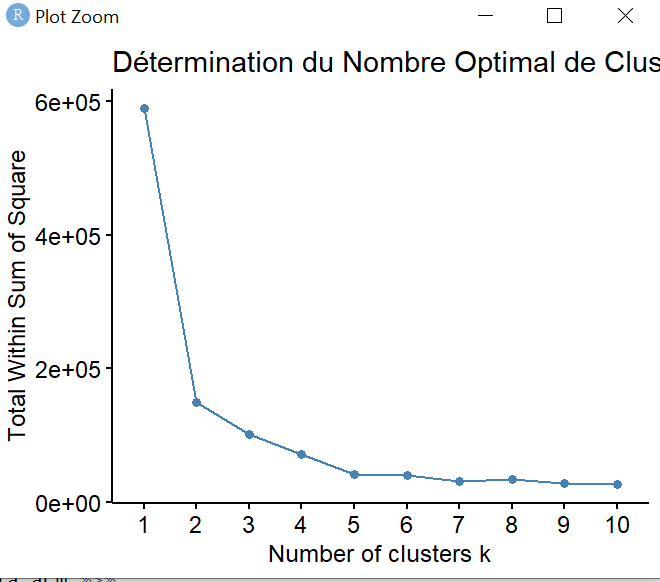 R Plot Zoom
Détermination du Nombre Optimal de Clus
6e+05
4e+05
2e+05
0e+00
Total Within Sum of Square
1 2 3 4 5 6 7 8 9 10
Number of clusters k